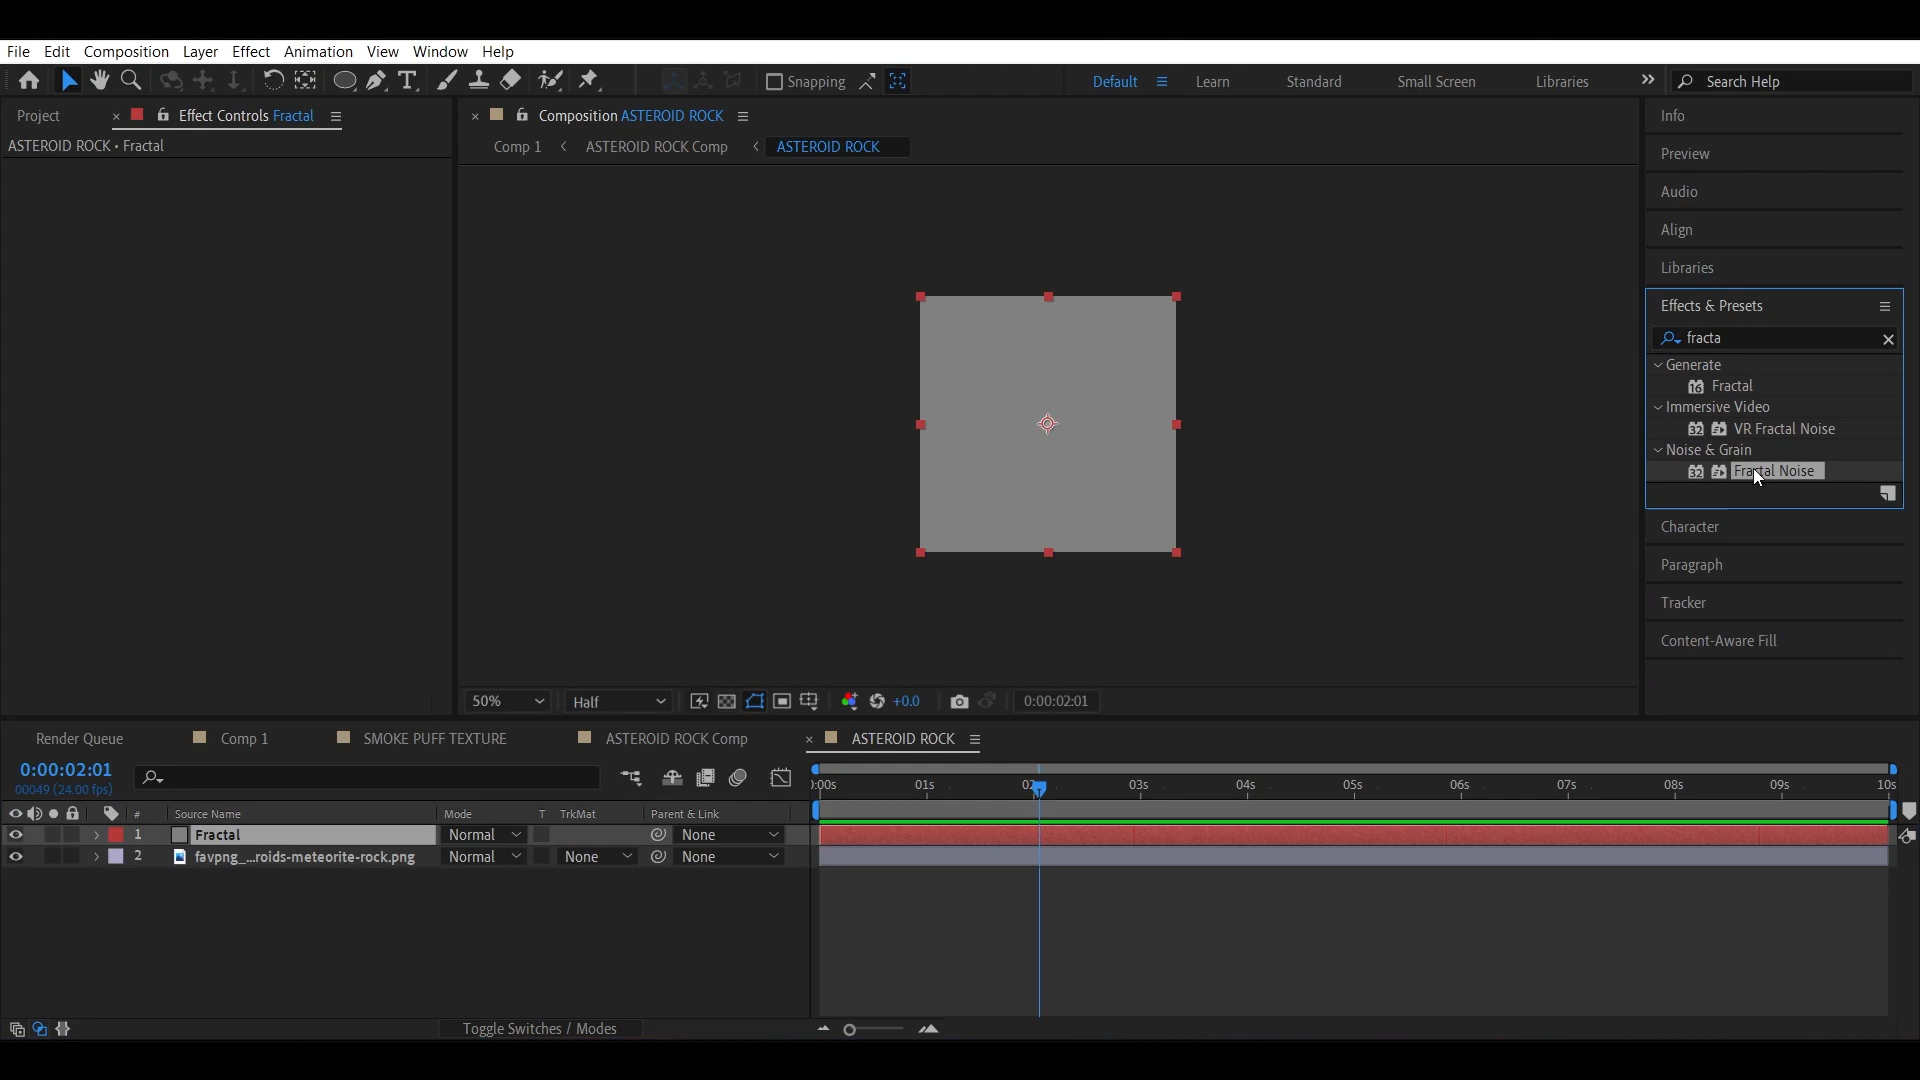 File Edit Composition Layer Effect Animation View Window Help
Snapping
Default Learn Standard Small Screen Libraries Search Help
Project Effect Controls Fractal
ASTEROID ROCK • Fractal
Composition ASTEROID ROCK
Comp 1 ASTEROID ROCK Comp ASTEROID ROCK
Info
Preview
Audio
Align
Libraries
Effects & Presets
fracta
Generate
16 Fractal
Immersive Video
32 VR Fractal Noise
Noise & Grain
32 Fractal Noise
Character
Paragraph
Tracker
Content-Aware Fill
50% Half +0.0 0:00:02:01
Render Queue Comp 1 SMOKE PUFF TEXTURE ASTEROID ROCK Comp ASTEROID ROCK
0:00:02:01
00049 (24.00 fps)
01s 03s 04s 05s 06s 07s 08s 09s 10s
# Source Name Mode T TrkMat Parent & Link
1 Fractal Normal None
2 favpng_...roids-meteorite-rock.png Normal None None
Toggle Switches / Modes